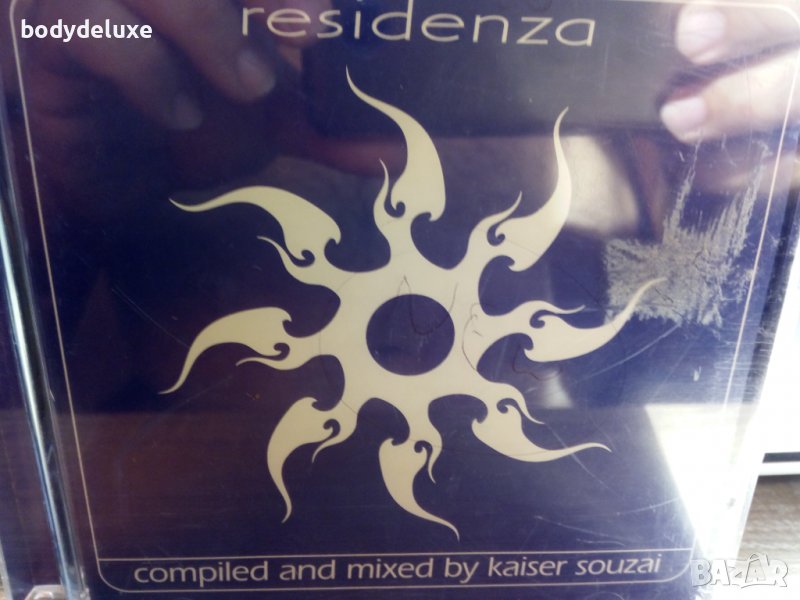 bodydeluxe
residenza
compiled and mixed by kaiser souzai
BAZAR